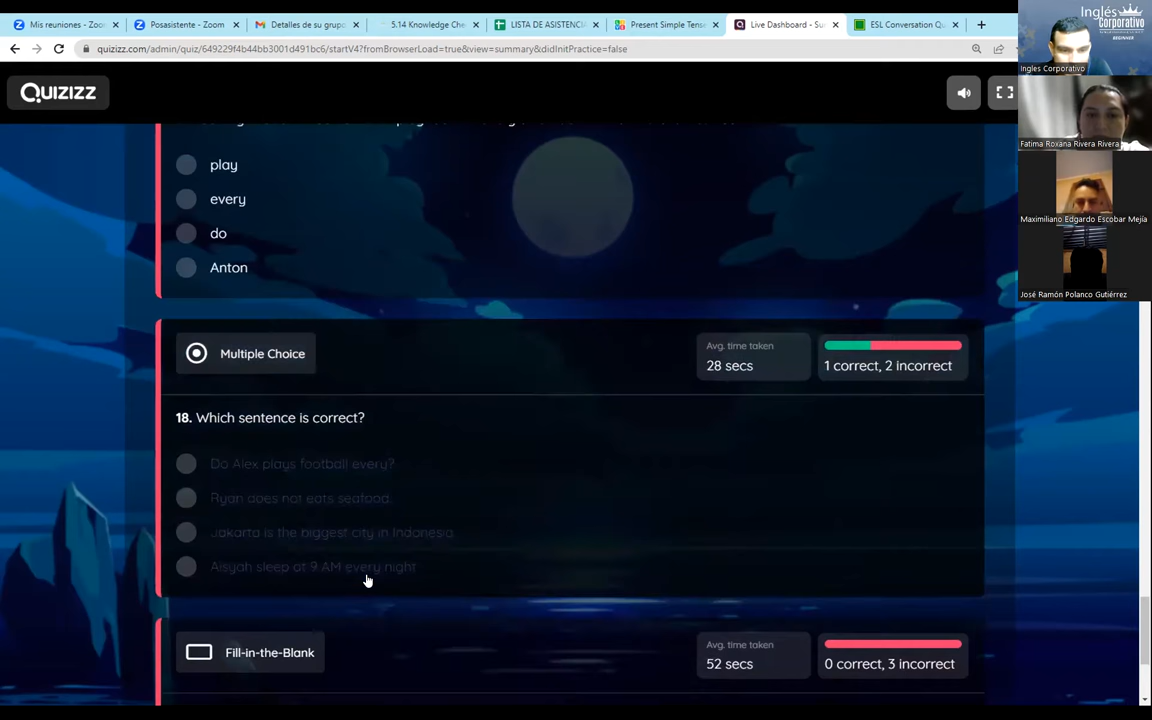 Mis reuniones - Zoo
Posasistente - Zoom
Detalles de su grupo
5.14 Knowledge Che
LISTA DE ASISTENCI
Present Simple Tens
Live Dashboard - Su
ESL Conversation Qu
quizizz.com/admin/quiz/649229f4b44bb3001d491bc6/startV4?fromBrowserLoad=true&view=summary&didInitPractice=false
Inglés
Corporativo
BEGINNER
Ingles Corporativo
Quizizz
Fatima Roxana Rivera Rivera
play
every
do
Anton
Maximiliano Edgardo Escobar Mejía
José Ramón Polanco Gutiérrez
Multiple Choice
Avg. time taken
28 secs
1 correct, 2 incorrect
18. Which sentence is correct?
Do Alex plays football every?
Ryan does not eats seafood.
Jakarta is the biggest city in Indonesia
Aisyah sleep at 9 AM every night
Fill-in-the-Blank
Avg. time taken
52 secs
0 correct, 3 incorrect